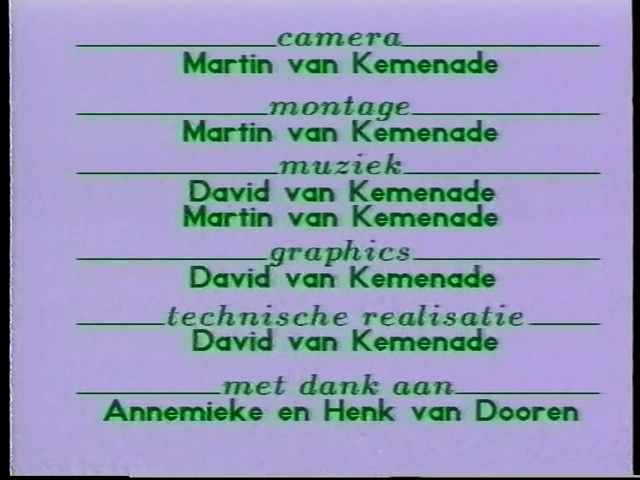 camera
Martin van Kemenade
montage
Martin van Kemenade
muziek
David van Kemenade
Martin van Kemenade
graphics
David van Kemenade
technische realisatie
David van Kemenade
met dank aan
Annemieke en Henk van Dooren